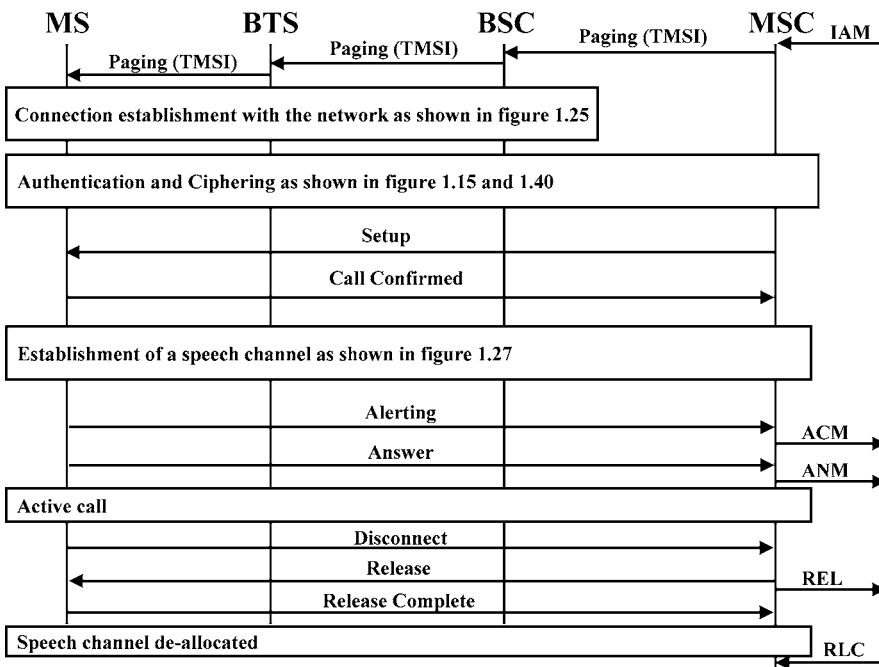 MS BTS BSC MSC
IAM
Paging (TMSI)
Paging (TMSI)
Paging (TMSI)
Connection establishment with the network as shown in figure 1.25
Authentication and Ciphering as shown in figure 1.15 and 1.40
Setup
Call Confirmed
Establishment of a speech channel as shown in figure 1.27
Alerting
ACM
Answer
ANM
Active call
Disconnect
Release
REL
Release Complete
Speech channel de-allocated
RLC